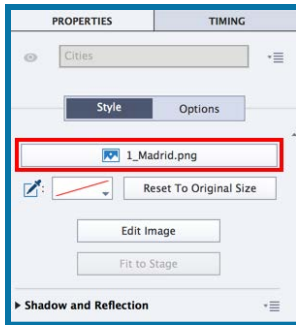 PROPERTIES TIMING
Cities
Style Options
1_Madrid.png
: Reset To Original Size
Edit Image
Fit to Stage
Shadow and Reflection